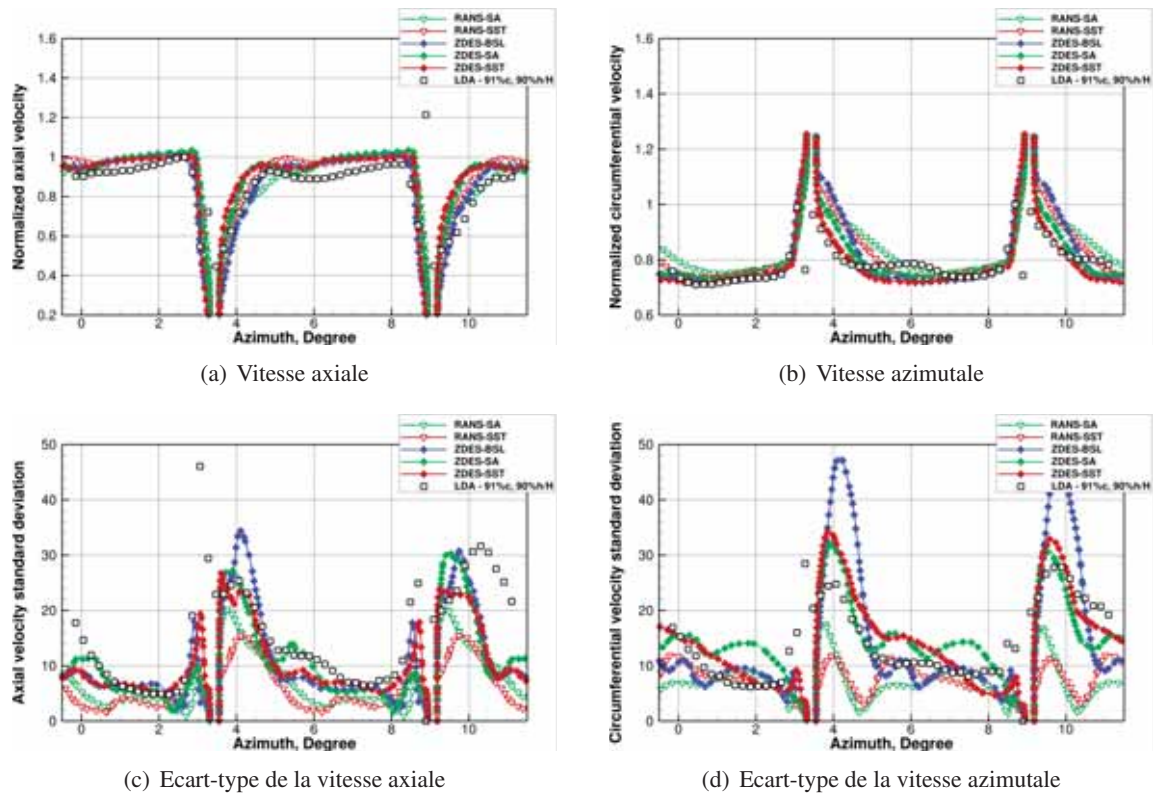 RANS-SA
RANS-SST
ZDES-BSL
ZDES-SA
ZDES-SST
LDA - 91%c, 90%h/H
Normalized axial velocity
1.6
1.4
1.2
1
0.8
0.6
0.4
0.2
0 2 4 6 8 10
Azimuth, Degree
(a) Vitesse axiale
RANS-SA
RANS-SST
ZDES-BSL
ZDES-SA
ZDES-SST
LDA - 91%c, 90%h/H
Normalized circumferential velocity
1.6
1.4
1.2
1
0.8
0.6
0 2 4 6 8 10
Azimuth, Degree
(b) Vitesse azimutale
RANS-SA
RANS-SST
ZDES-BSL
ZDES-SA
ZDES-SST
LDA - 91%c, 90%h/H
Axial velocity standard deviation
50
40
30
20
10
0
0 2 4 6 8 10
Azimuth, Degree
(c) Ecart-type de la vitesse axiale
RANS-SA
RANS-SST
ZDES-BSL
ZDES-SA
ZDES-SST
LDA - 91%c, 90%h/H
Circumferential velocity standard deviation
50
40
30
20
10
0
0 2 4 6 8 10
Azimuth, Degree
(d) Ecart-type de la vitesse azimutale